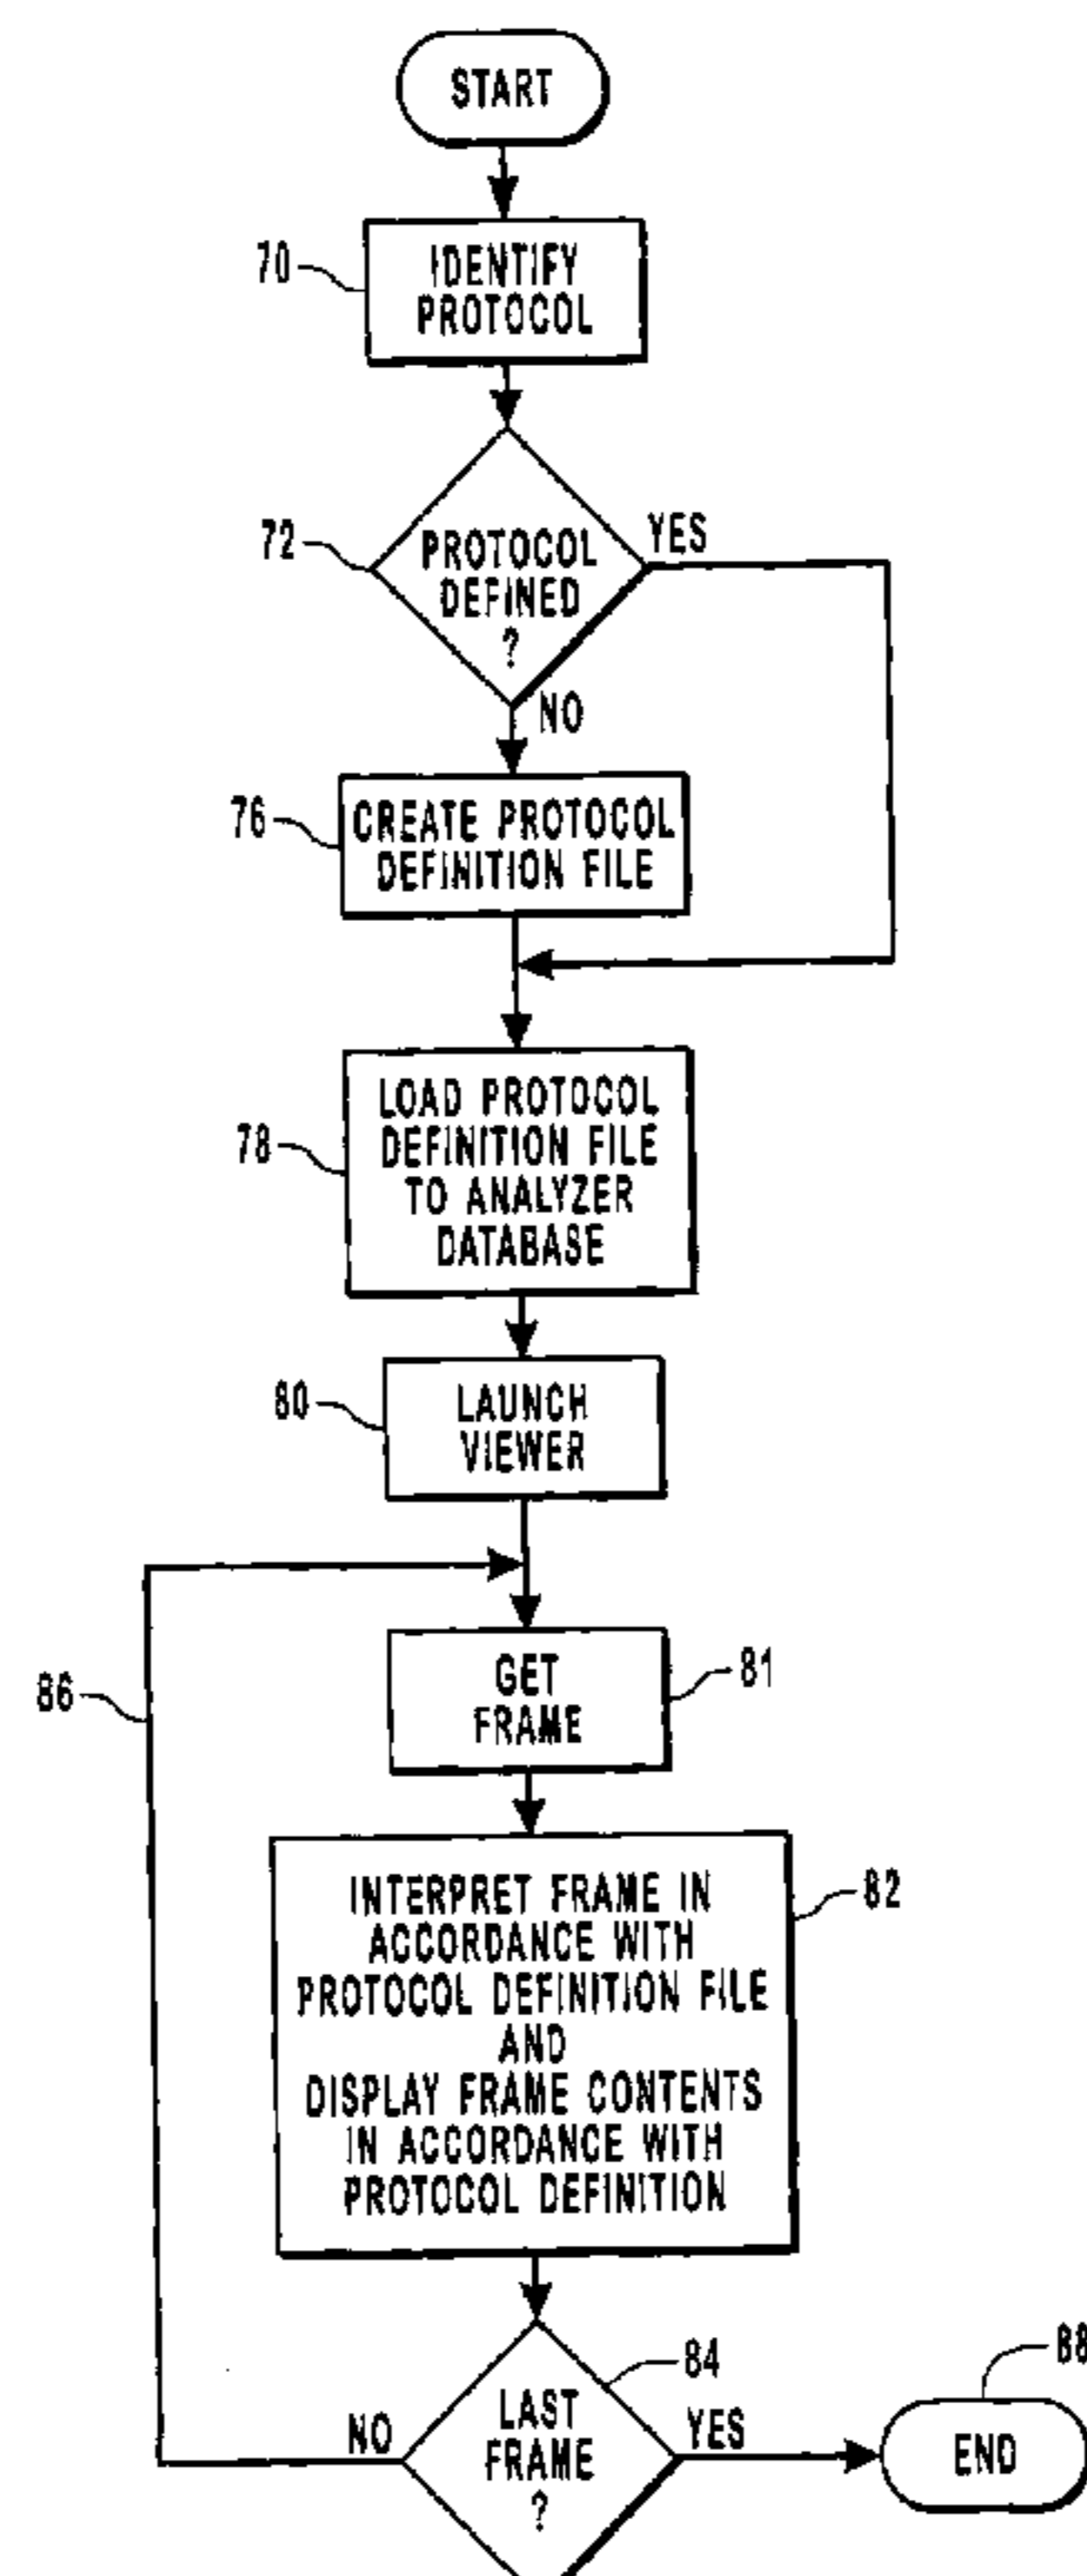 START
70
IDENTIFY
PROTOCOL
72
PROTOCOL
DEFINED
?
YES
NO
76
CREATE PROTOCOL
DEFINITION FILE
78
LOAD PROTOCOL
DEFINITION FILE
TO ANALYZER
DATABASE
80
LAUNCH
VIEWER
86
GET
FRAME
81
INTERPRET FRAME IN
ACCORDANCE WITH
PROTOCOL DEFINITION FILE
AND
DISPLAY FRAME CONTENTS
IN ACCORDANCE WITH
PROTOCOL DEFINITION
82
84
LAST
FRAME
?
NO
YES
88
END